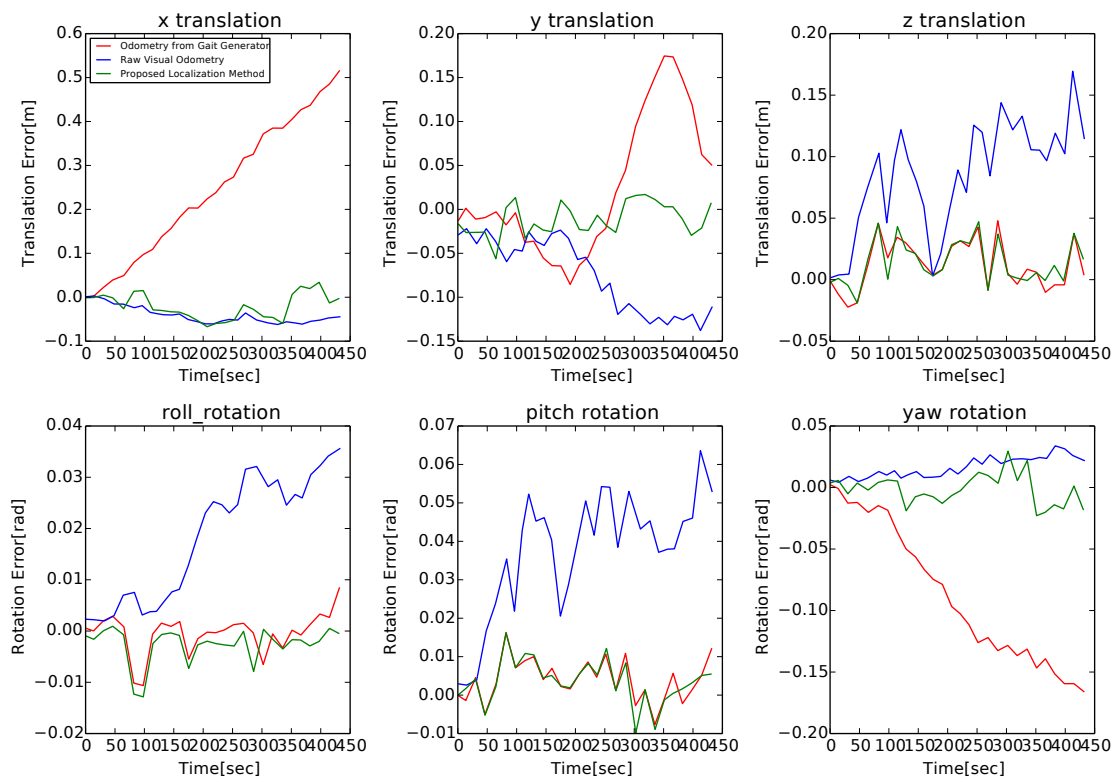 x translation
y translation
z translation
Odometry from Gait Generator
Raw Visual Odometry
Proposed Localization Method
Translation Error[m]
0.6
0.5
0.4
0.3
0.2
0.1
0.0
−0.1
0 50 100 150 200 250 300 350 400 450
Time[sec]
Translation Error[m]
0.20
0.15
0.10
0.05
0.00
−0.05
−0.10
−0.15
0 50 100 150 200 250 300 350 400 450
Time[sec]
Translation Error[m]
0.20
0.15
0.10
0.05
0.00
−0.05
0 50 100 150 200 250 300 350 400 450
Time[sec]
roll_rotation
pitch rotation
yaw rotation
Rotation Error[rad]
0.04
0.03
0.02
0.01
0.00
−0.01
−0.02
0 50 100 150 200 250 300 350 400 450
Time[sec]
Rotation Error[rad]
0.07
0.06
0.05
0.04
0.03
0.02
0.01
0.00
−0.01
0 50 100 150 200 250 300 350 400 450
Time[sec]
Rotation Error[rad]
0.05
0.00
−0.05
−0.10
−0.15
−0.20
0 50 100 150 200 250 300 350 400 450
Time[sec]